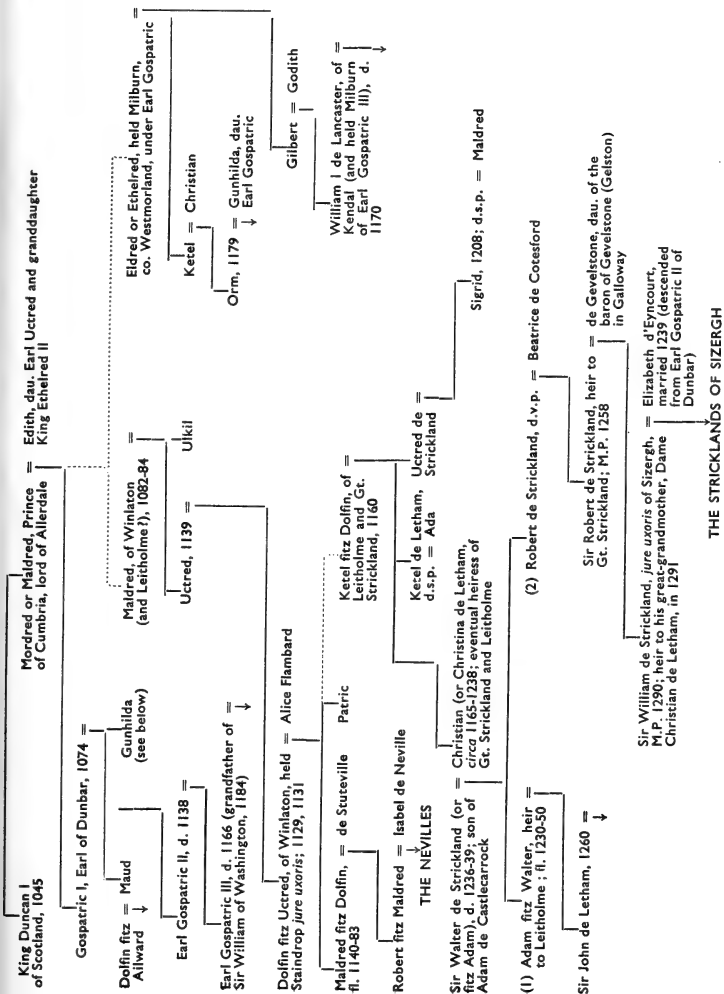 King Duncan I
of Scotland, 1045
Mordred or Maldred, Prince
of Cumbria, lord of Allerdale
=
Edith, dau. Earl Uctred and granddaughter
King Ethelred II
Gospatric I, Earl of Dunbar, 1074 =
Maldred, of Winlaton
(and Leitholme?), 1082-84
=
Eldred or Ethelred, held Milburn,
co. Westmorland, under Earl Gospatric
=
Dolfin fitz
Ailward
=
Maud
Gunhilda
(see below)
Uctred, 1139 =
Ulkil
Ketel = Christian
Earl Gospatric II, d. 1138 =
Orm, 1179 = Gunhilda, dau.
Earl Gospatric
Earl Gospatric III, d. 1166 (grandfather of
Sir William of Washington, 1184)
=
Gilbert = Godith
Dolfin fitz Uctred, of Winlaton, held
Staindrop jure uxoris; 1129, 1131
= Alice Flambard
William I de Lancaster, of
Kendal (and held Milburn
of Earl Gospatric III), d.
1170
=
Maldred fitz Dolfin,
fl. 1140-83
= de Stuteville
Patric
Ketel fitz Dolfin, of
Leitholme and Gt.
Strickland, 1160
=
Robert fitz Maldred = Isabel de Neville
THE NEVILLES
Ketel de Letham,
d.s.p. = Ada
Uctred de
Strickland
=
Sir Walter de Strickland (or
fitz Adam), d. 1236-39; son of
Adam de Castlecarrock
=
Christian (or Christina de Letham,
circa 1165-1238; eventual heiress of
Gt. Strickland and Leitholme
Sigrid, 1208; d.s.p. = Maldred
(1) Adam fitz Walter, heir
to Leitholme ; fl. 1230-50
=
(2) Robert de Strickland, d.v.p. = Beatrice de Cotesford
Sir John de Letham, 1260 =
Sir Robert de Strickland, heir to
Gt. Strickland; M.P. 1258
=
de Gevelstone, dau. of the
baron of Gevelstone (Gelston)
in Galloway
Sir William de Strickland, jure uxoris of Sizergh,
M.P. 1290; heir to his great-grandmother, Dame
Christian de Letham, in 1291
=
Elizabeth d'Eyncourt,
married 1239 (descended
from Earl Gospatric II of
Dunbar)
THE STRICKLANDS OF SIZERGH